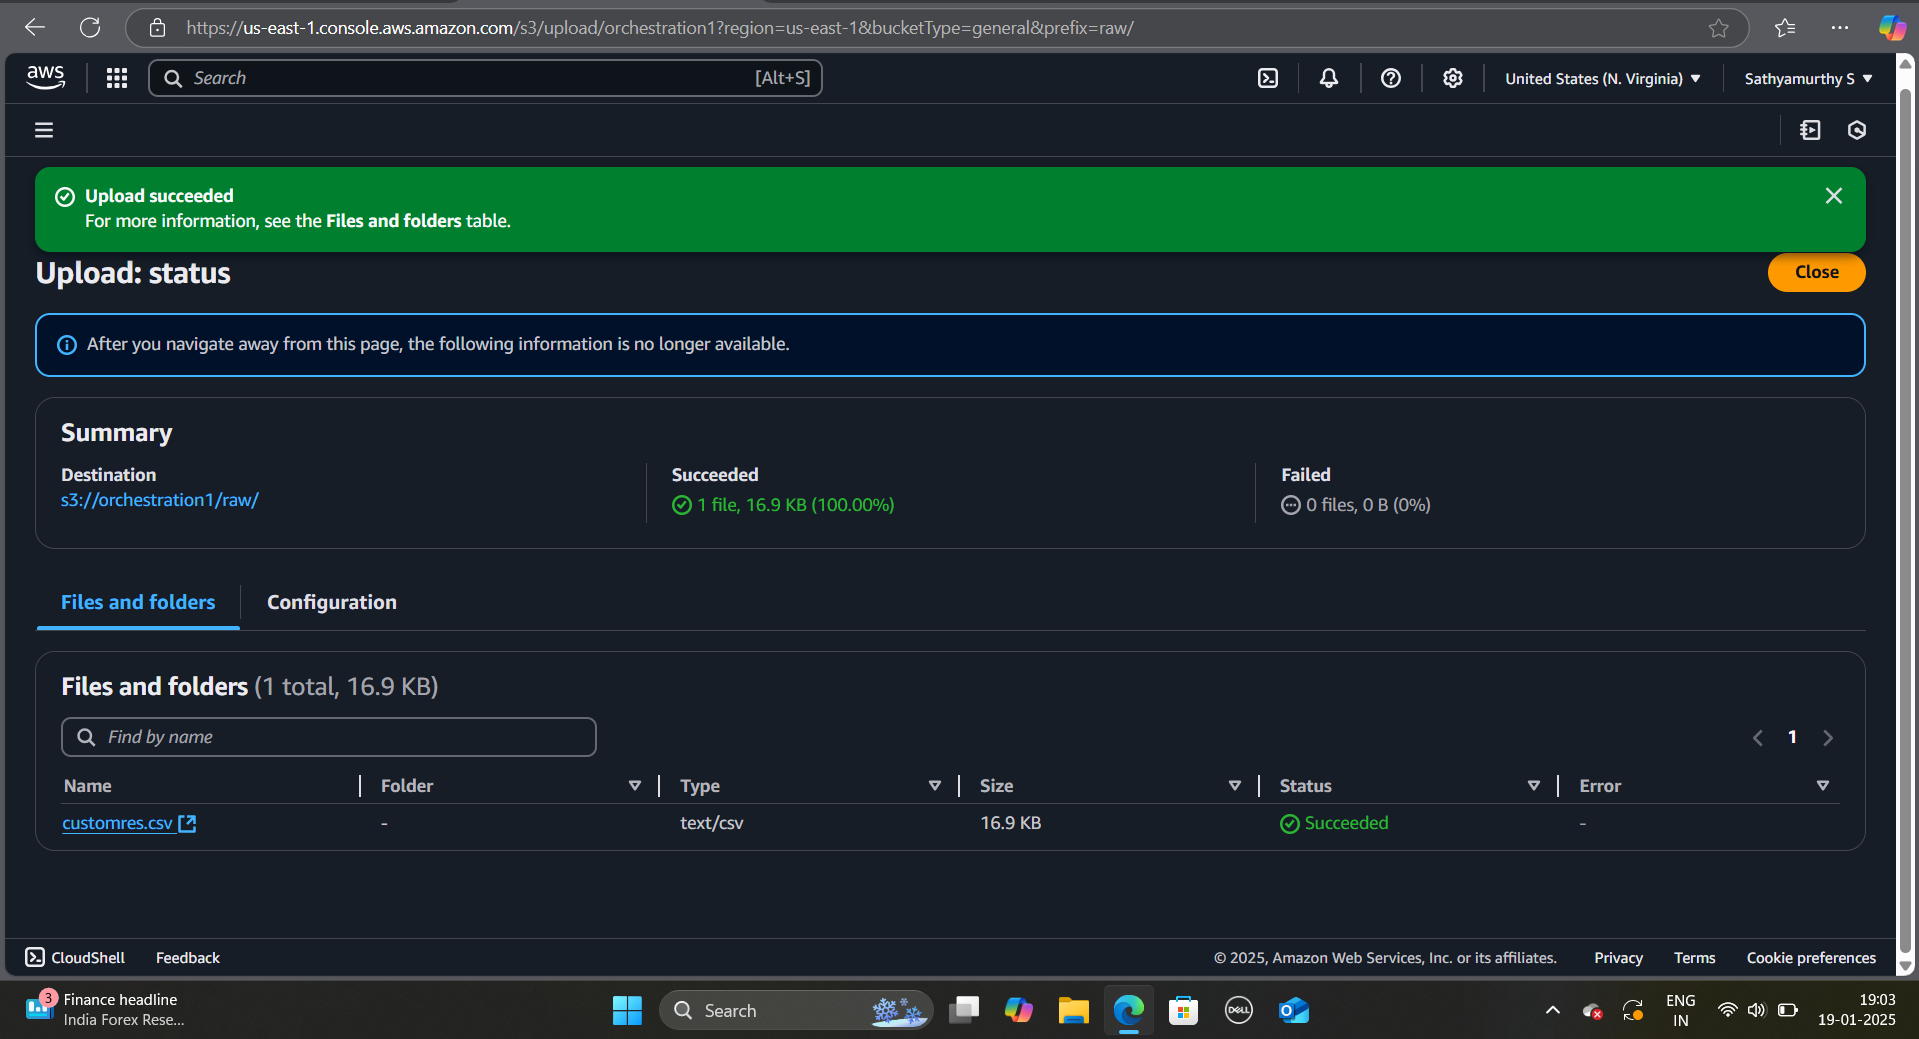 https://us-east-1.console.aws.amazon.com/s3/upload/orchestration1?region=us-east-1&bucketType=general&prefix=raw/
aws Search [Alt+S] United States (N. Virginia) Sathyamurthy S
Upload succeeded
For more information, see the Files and folders table.
Upload: status Close
After you navigate away from this page, the following information is no longer available.
Summary
Destination Succeeded Failed
s3://orchestration1/raw/ 1 file, 16.9 KB (100.00%) 0 files, 0 B (0%)
Files and folders Configuration
Files and folders (1 total, 16.9 KB)
Find by name 1
Name Folder Type Size Status Error
customres.csv - text/csv 16.9 KB Succeeded -
CloudShell Feedback © 2025, Amazon Web Services, Inc. or its affiliates. Privacy Terms Cookie preferences
3 Finance headline Search DELL ENG 19:03
India Forex Rese... IN 19-01-2025